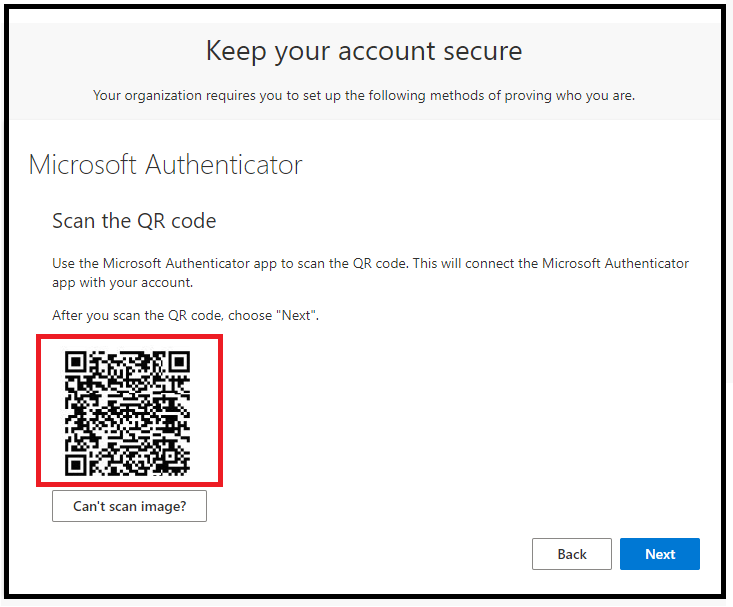 Keep your account secure
Your organization requires you to set up the following methods of proving who you are.
Microsoft Authenticator
Scan the QR code
Use the Microsoft Authenticator app to scan the QR code. This will connect the Microsoft Authenticator
app with your account.
After you scan the QR code, choose "Next".
Can't scan image?
Back
Next